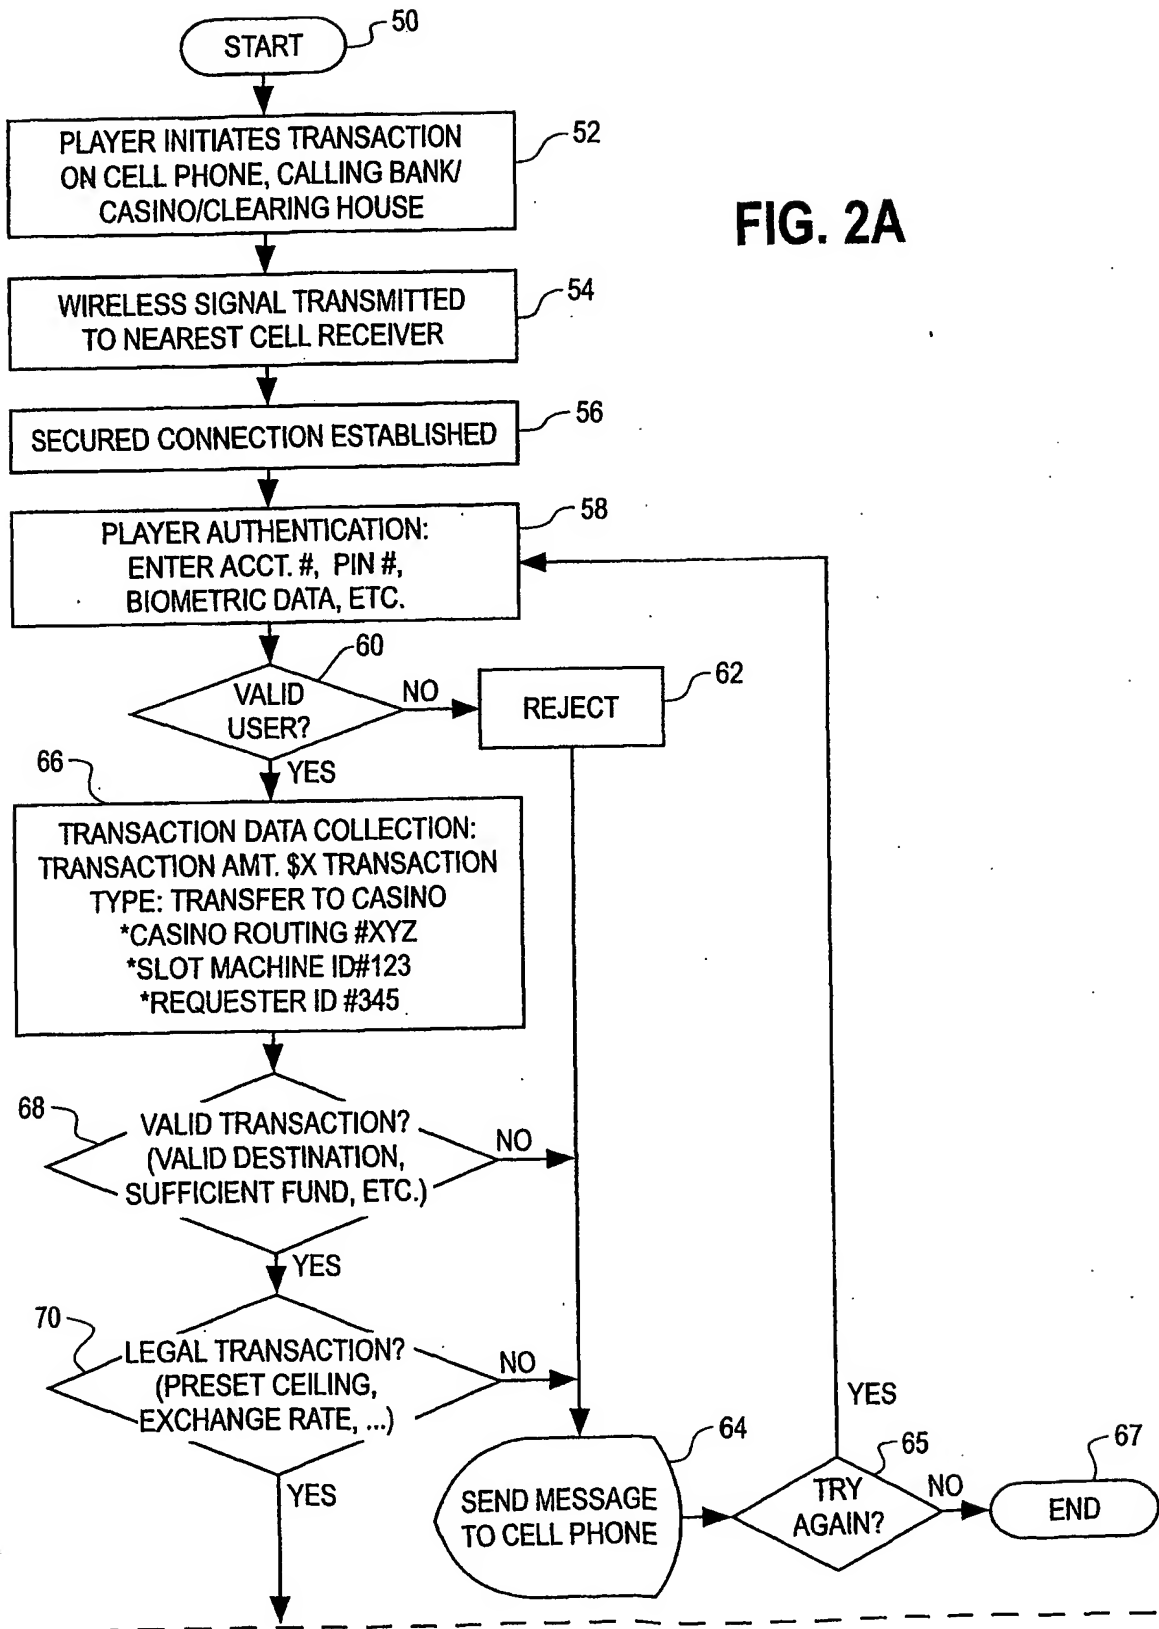 START
50
PLAYER INITIATES TRANSACTION
ON CELL PHONE, CALLING BANK/
CASINO/CLEARING HOUSE
52
FIG. 2A
WIRELESS SIGNAL TRANSMITTED
TO NEAREST CELL RECEIVER
54
SECURED CONNECTION ESTABLISHED
56
PLAYER AUTHENTICATION:
ENTER ACCT. #, PIN #,
BIOMETRIC DATA, ETC.
58
VALID
USER?
60
NO
REJECT
62
YES
66
TRANSACTION DATA COLLECTION:
TRANSACTION AMT. $X TRANSACTION
TYPE: TRANSFER TO CASINO
*CASINO ROUTING #XYZ
*SLOT MACHINE ID#123
*REQUESTER ID #345
68
VALID TRANSACTION?
(VALID DESTINATION,
SUFFICIENT FUND, ETC.)
NO
YES
70
LEGAL TRANSACTION?
(PRESET CEILING,
EXCHANGE RATE, ...)
NO
YES
SEND MESSAGE
TO CELL PHONE
64
YES
TRY
AGAIN?
65
NO
END
67